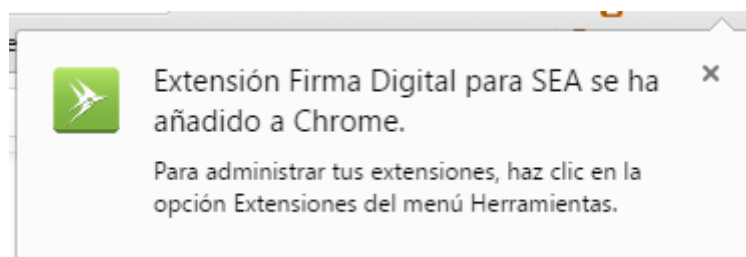 Extensión Firma Digital para SEA se ha
añadido a Chrome.
Para administrar tus extensiones, haz clic en la
opción Extensiones del menú Herramientas.